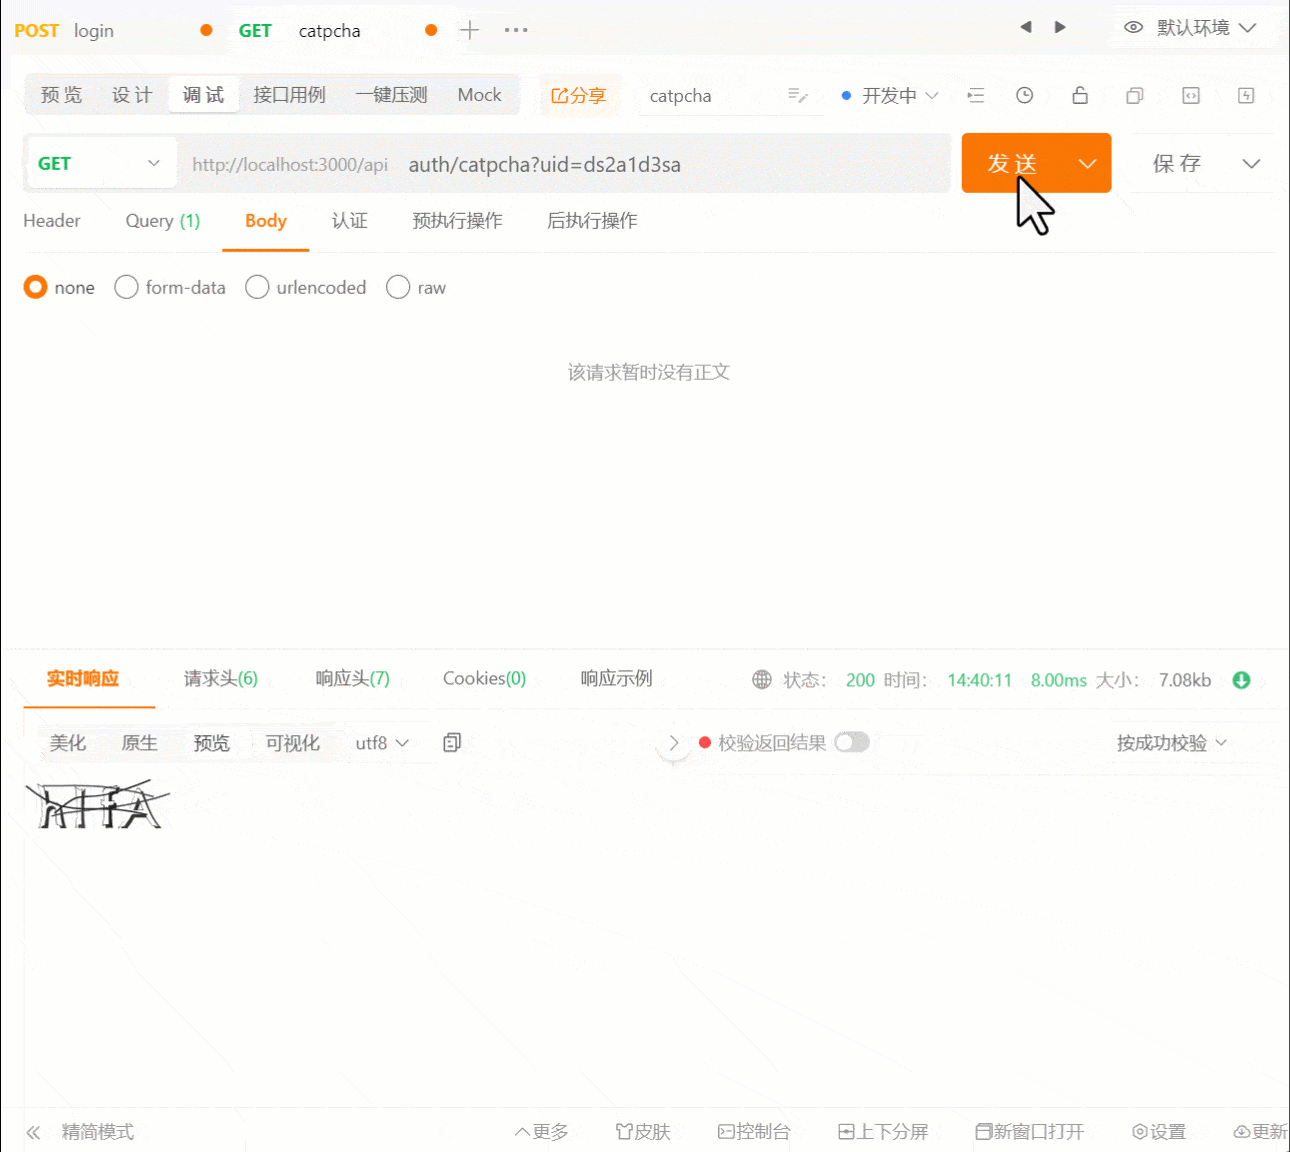 POST login GET catpcha 默认环境
预 览 设 计 调 试 接口用例 一键压测 Mock 分享 catpcha 开发中
GET http://localhost:3000/api auth/catpcha?uid=ds2a1d3sa 发 送 保 存
Header Query (1) Body 认证 预执行操作 后执行操作
none form-data urlencoded raw
该请求暂时没有正文
实时响应 请求头(6) 响应头(7) Cookies(0) 响应示例 状态： 200 时间： 14:40:11 8.00ms 大小： 7.08kb
美化 原生 预览 可视化 utf8 校验返回结果 按成功校验
精简模式 更多 皮肤 控制台 上下分屏 新窗口打开 设置 更新